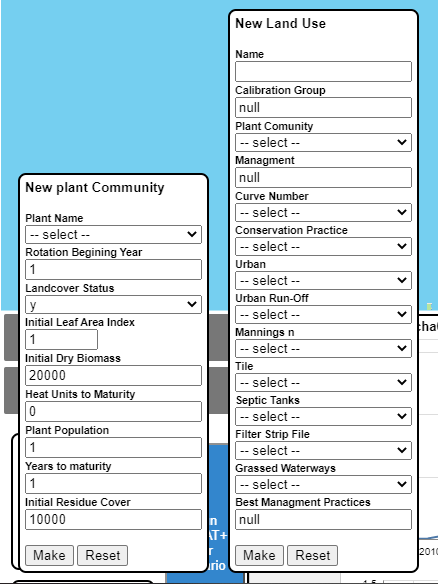 New plant Community
Plant Name
-- select --
Rotation Begining Year
1
Landcover Status
y
Initial Leaf Area Index
1
Initial Dry Biomass
20000
Heat Units to Maturity
0
Plant Population
1
Years to maturity
1
Initial Residue Cover
10000
Make Reset
New Land Use
Name
Calibration Group
null
Plant Comunity
-- select --
Managment
null
Curve Number
-- select --
Conservation Practice
-- select --
Urban
-- select --
Urban Run-Off
-- select --
Mannings n
-- select --
Tile
-- select --
Septic Tanks
-- select --
Filter Strip File
-- select --
Grassed Waterways
-- select --
Best Managment Practices
null
Make Reset
n
AT+
r
rio
cha
2010
1.5